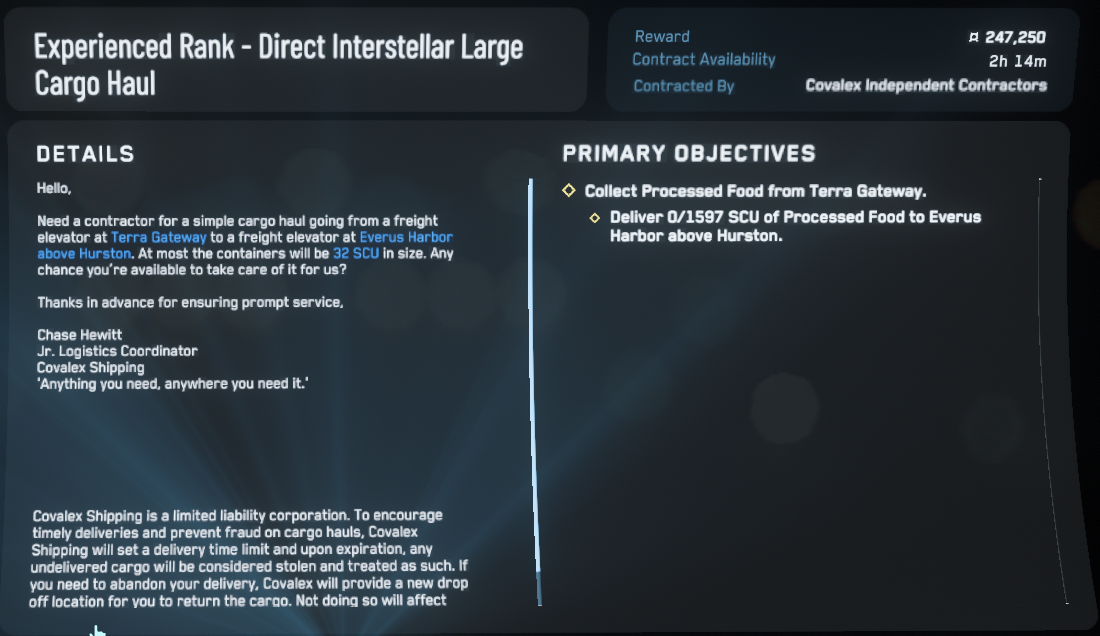 Experienced Rank - Direct Interstellar Large
Cargo Haul
Reward ¤ 247,250
Contract Availability 2h 14m
Contracted By Covalex Independent Contractors
DETAILS
Hello,
Need a contractor for a simple cargo haul going from a freight
elevator at Terra Gateway to a freight elevator at Everus Harbor
above Hurston. At most the containers will be 32 SCU in size. Any
chance you're available to take care of it for us?
Thanks in advance for ensuring prompt service,
Chase Hewitt
Jr. Logistics Coordinator
Covalex Shipping
'Anything you need, anywhere you need it.'
Covalex Shipping is a limited liability corporation. To encourage
timely deliveries and prevent fraud on cargo hauls, Covalex
Shipping will set a delivery time limit and upon expiration, any
undelivered cargo will be considered stolen and treated as such. If
you need to abandon your delivery, Covalex will provide a new drop
off location for you to return the cargo. Not doing so will affect
PRIMARY OBJECTIVES
Collect Processed Food from Terra Gateway.
Deliver 0/1597 SCU of Processed Food to Everus
Harbor above Hurston.